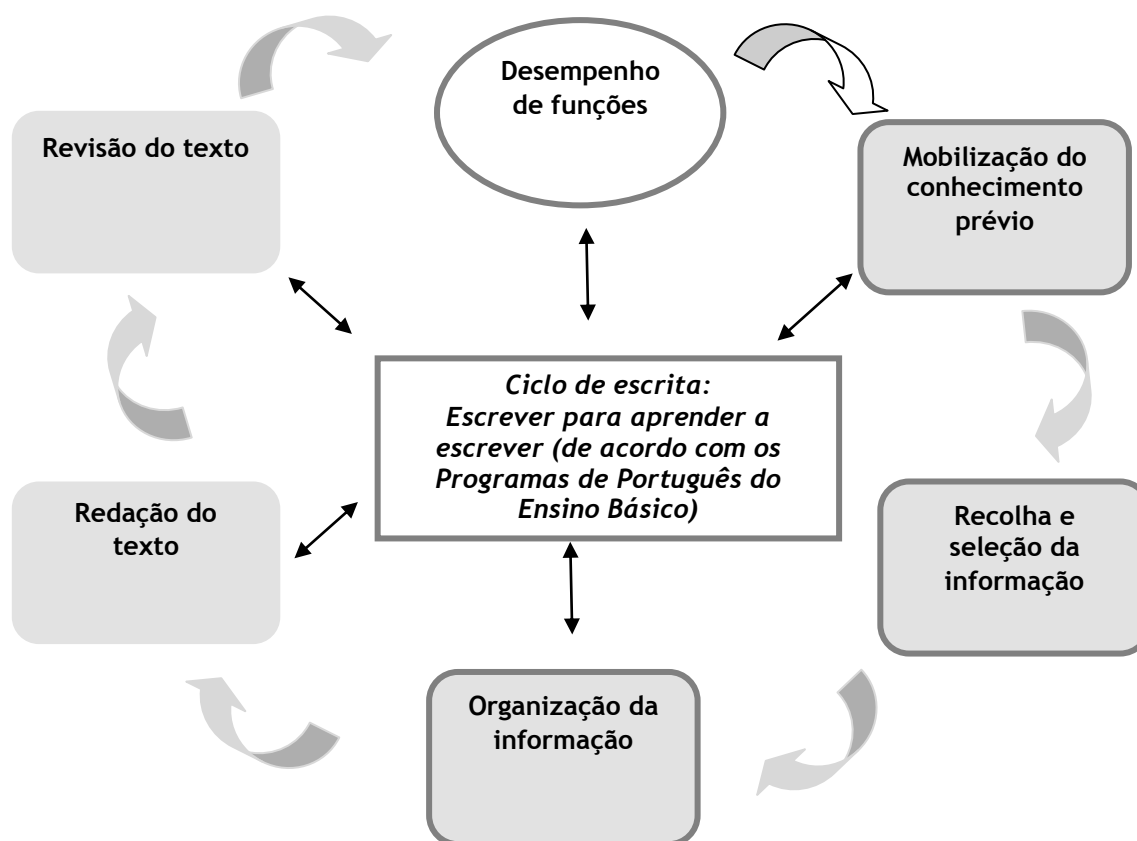 Desempenho
de funções
Mobilização do
conhecimento
prévio
Recolha e
seleção da
informação
Organização da
informação
Redação do
texto
Revisão do texto
Ciclo de escrita:
Escrever para aprender a
escrever (de acordo com os
Programas de Português do
Ensino Básico)